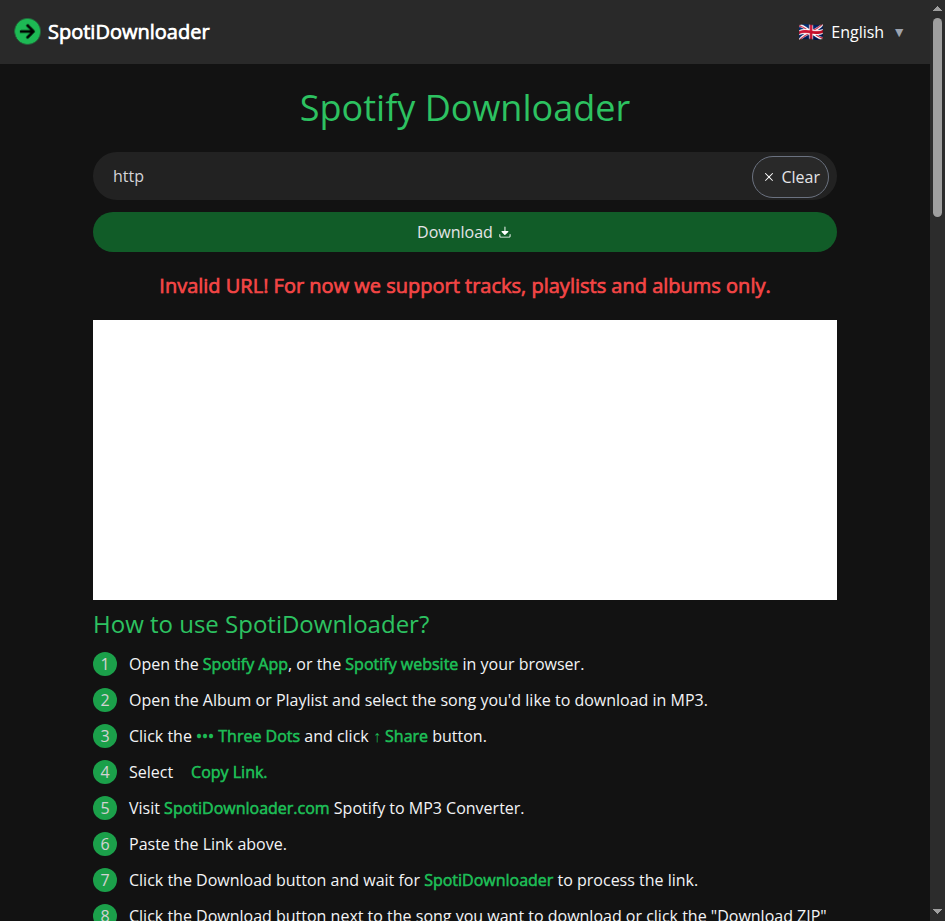 SpotiDownloader
English ▼
Spotify Downloader
http
× Clear
Download
Invalid URL! For now we support tracks, playlists and albums only.
How to use SpotiDownloader?
1 Open the Spotify App, or the Spotify website in your browser.
2 Open the Album or Playlist and select the song you'd like to download in MP3.
3 Click the ••• Three Dots and click ↑ Share button.
4 Select Copy Link.
5 Visit SpotiDownloader.com Spotify to MP3 Converter.
6 Paste the Link above.
7 Click the Download button and wait for SpotiDownloader to process the link.
8 Click the Download button next to the song you want to download or click the "Download ZIP"